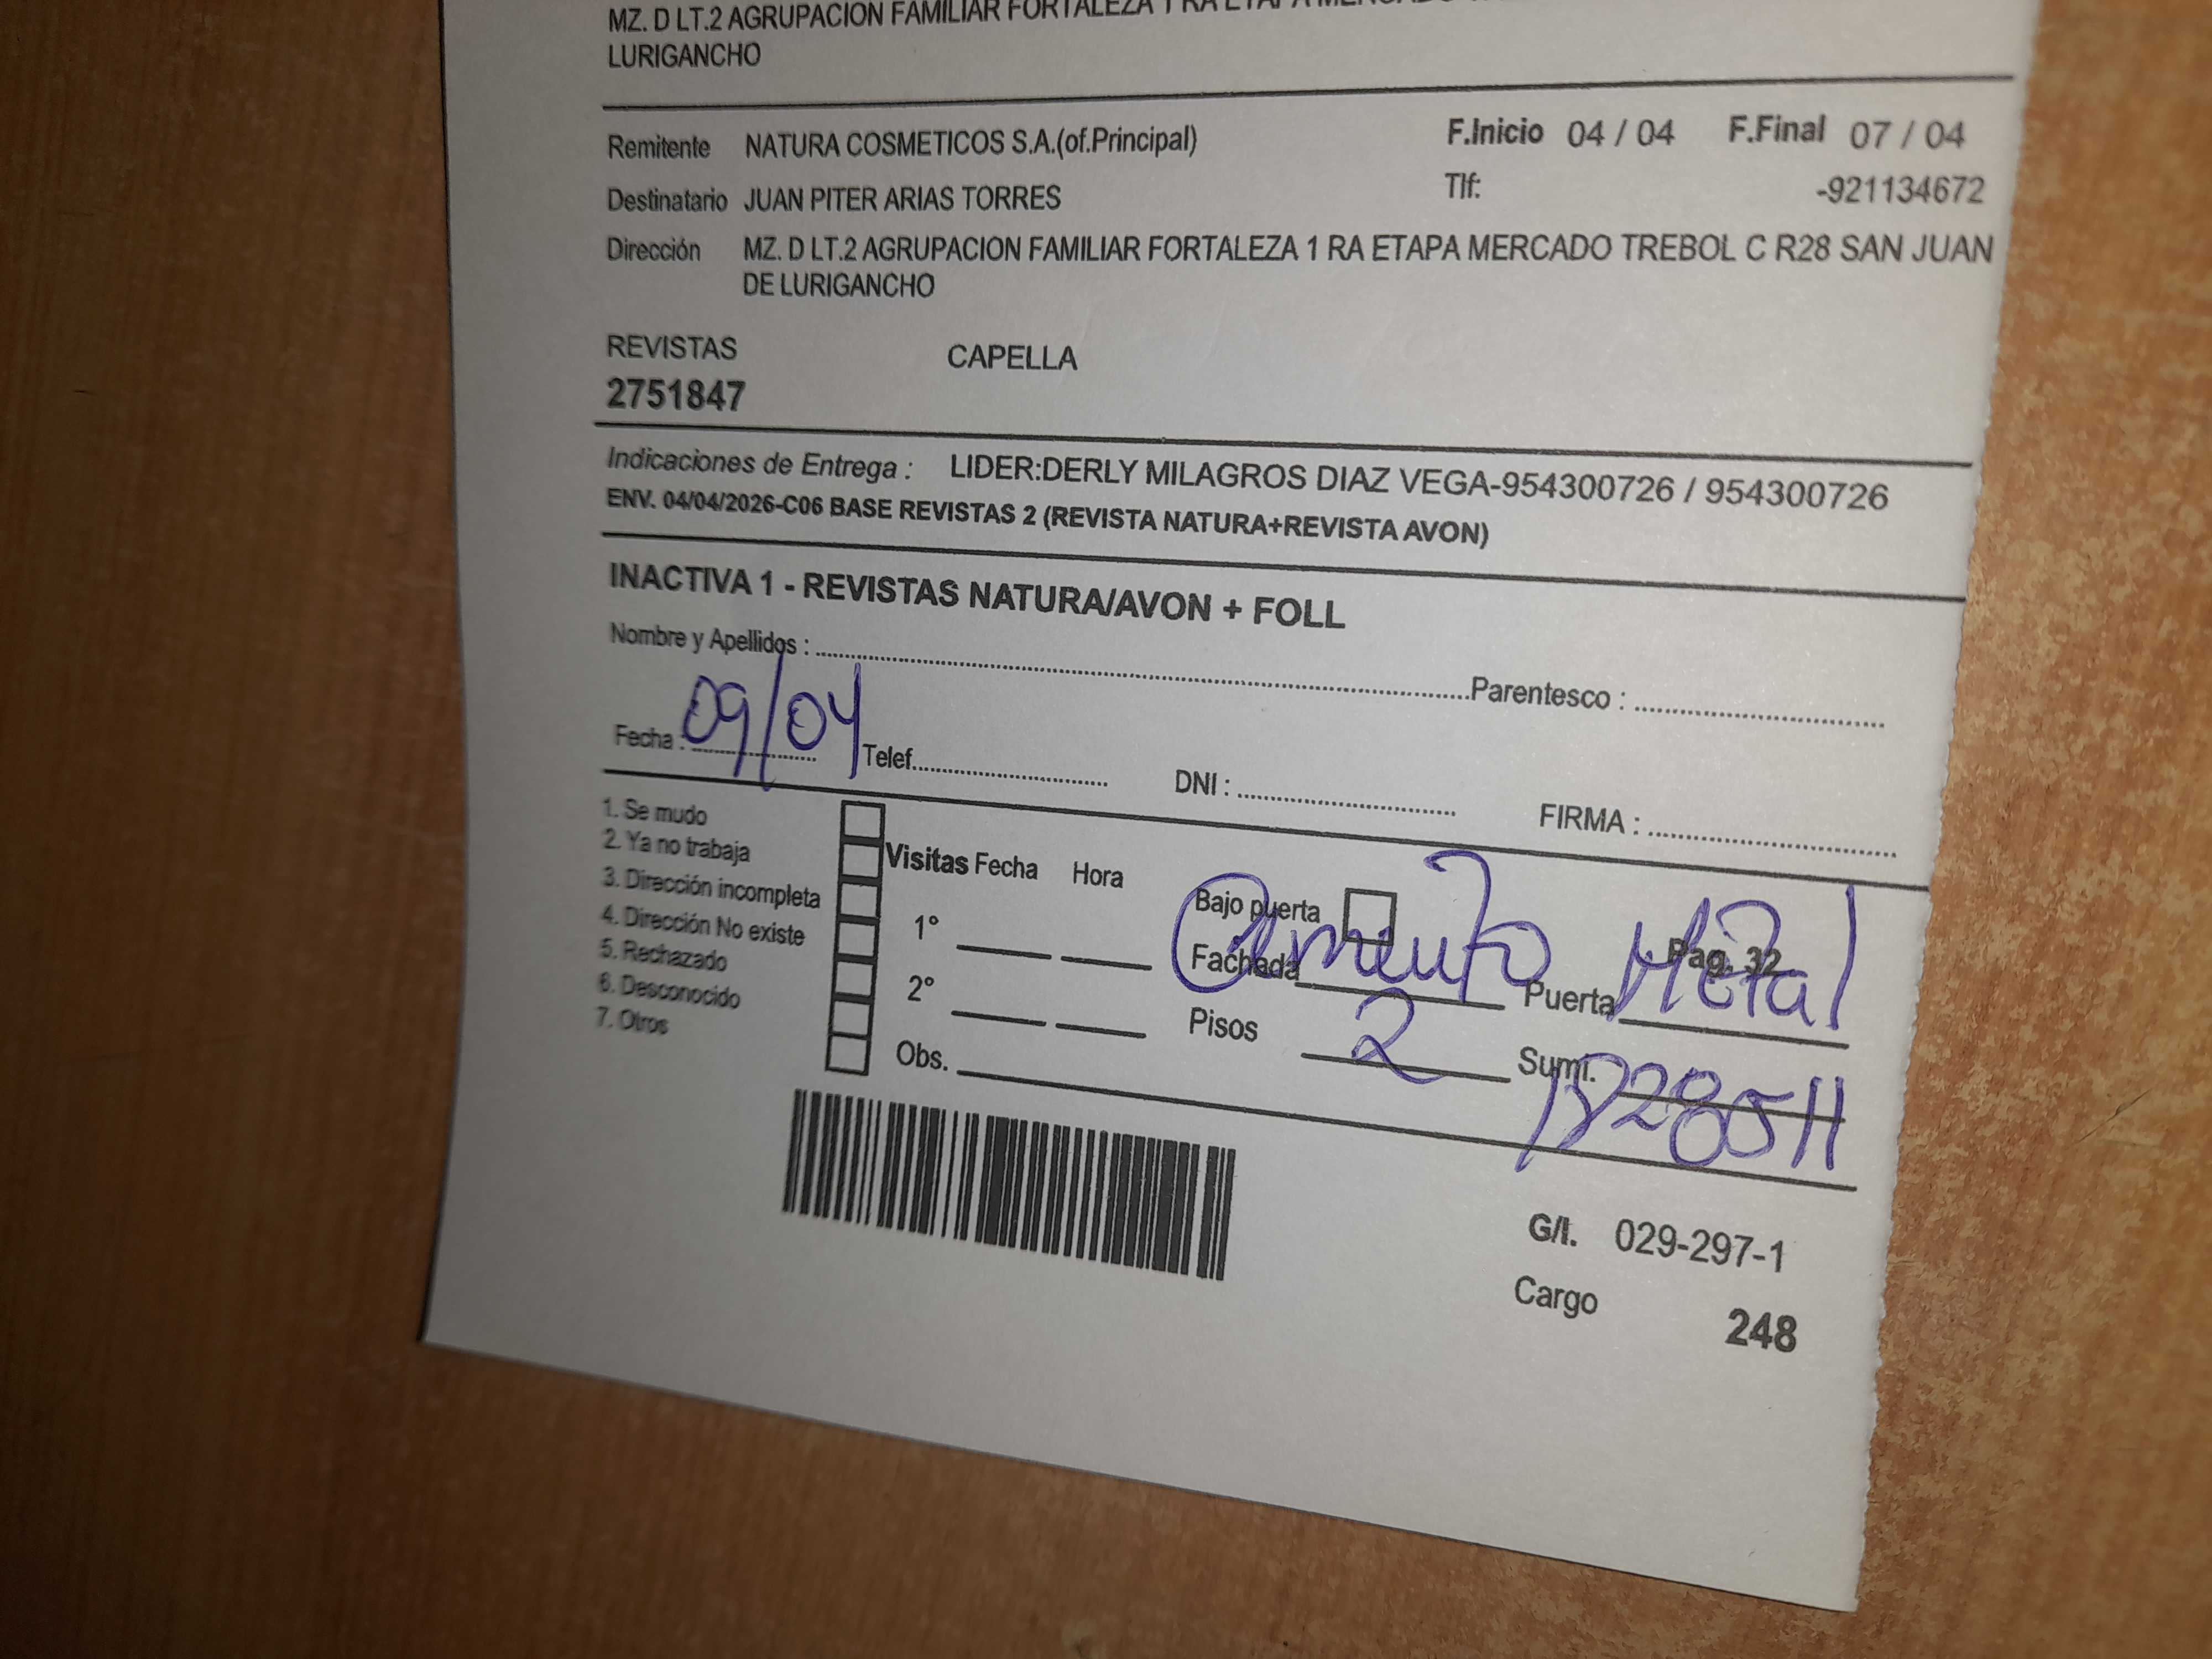 MZ. D LT.2 AGRUPACION FAMILIAR FORTALEZA 1 RA ETAPA
LURIGANCHO
Remitente NATURA COSMETICOS S.A.(of.Principal) F.Inicio 04 / 04 F.Final 07 / 04
Destinatario JUAN PITER ARIAS TORRES Tlf: -921134672
Dirección MZ. D LT.2 AGRUPACION FAMILIAR FORTALEZA 1 RA ETAPA MERCADO TREBOL C R28 SAN JUAN
DE LURIGANCHO
REVISTAS CAPELLA
2751847
Indicaciones de Entrega : LIDER:DERLY MILAGROS DIAZ VEGA-954300726 / 954300726
ENV. 04/04/2026-C06 BASE REVISTAS 2 (REVISTA NATURA+REVISTA AVON)
INACTIVA 1 - REVISTAS NATURA/AVON + FOLL
Nombre y Apellidos : Parentesco :
Fecha : 09/04 Telef. DNI : FIRMA :
1. Se mudo
2. Ya no trabaja
3. Dirección incompleta
4. Dirección No existe
5. Rechazado
6. Desconocido
7. Otros
Visitas Fecha Hora
1°
2°
Obs.
Bajo puerta Pag. 32
Fachada Cemento Puerta Metal
Pisos 2 Sumi.
G/I. 029-297-1
Cargo 248